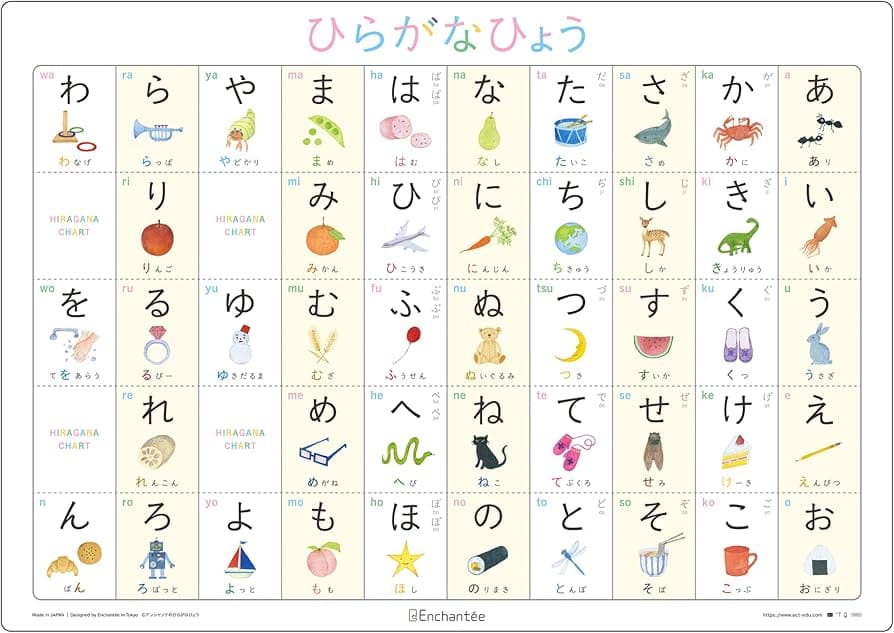 ひらがなひょう
a
あ
あり
i
い
いか
u
う
うさぎ
e
え
えんぴつ
o
お
おにぎり
ka
が
か
かに
ki
ぎ
き
きょうりゅう
ku
ぐ
く
くつ
ke
げ
け
けーき
ko
ご
こ
こっぷ
sa
ざ
さ
さめ
shi
じ
し
しか
su
ず
す
すいか
se
ぜ
せ
せみ
so
ぞ
そ
そば
ta
だ
た
たいこ
chi
ぢ
ち
ちきゅう
tsu
づ
つ
つき
te
で
て
てぶくろ
to
ど
と
とんぼ
na
な
なし
ni
に
にんじん
nu
ぬ
ぬいぐるみ
ne
ね
ねこ
no
の
のりまき
ha
ば
ぱ
は
はむ
hi
び
ぴ
ひ
ひこうき
fu
ぶ
ぷ
ふ
ふうせん
he
べ
ぺ
へ
へび
ho
ぼ
ぽ
ほ
ほし
ma
ま
まめ
mi
み
みかん
mu
む
むぎ
me
め
めがね
mo
も
もも
ya
や
やどかり
HIRAGANA
CHART
yu
ゆ
ゆきだるま
HIRAGANA
CHART
yo
よ
よっと
ra
ら
らっぱ
ri
り
りんご
ru
る
るびー
re
れ
れんこん
ro
ろ
ろぼっと
wa
わ
わなげ
HIRAGANA
CHART
wo
を
てをあらう
HIRAGANA
CHART
n
ん
ぱん
Made in JAPAN | Designed by Enchantée in Tokyo ©アンシャンテのひらがなひょう
Enchantée
https://www.ect-edu.com